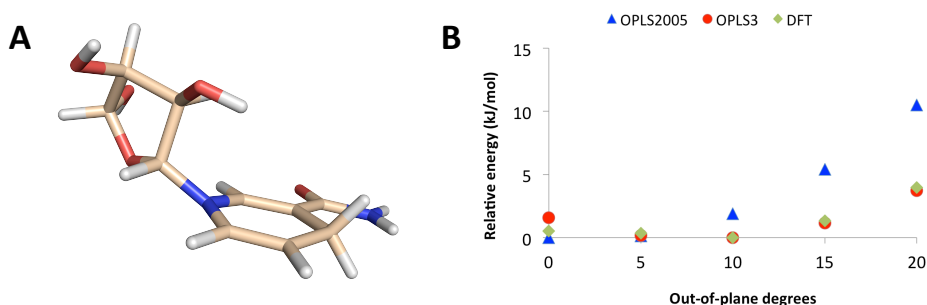 A
B
OPLS2005 OPLS3 DFT
15
10
5
0
Relative energy (kJ/mol)
0 5 10 15 20
Out-of-plane degrees